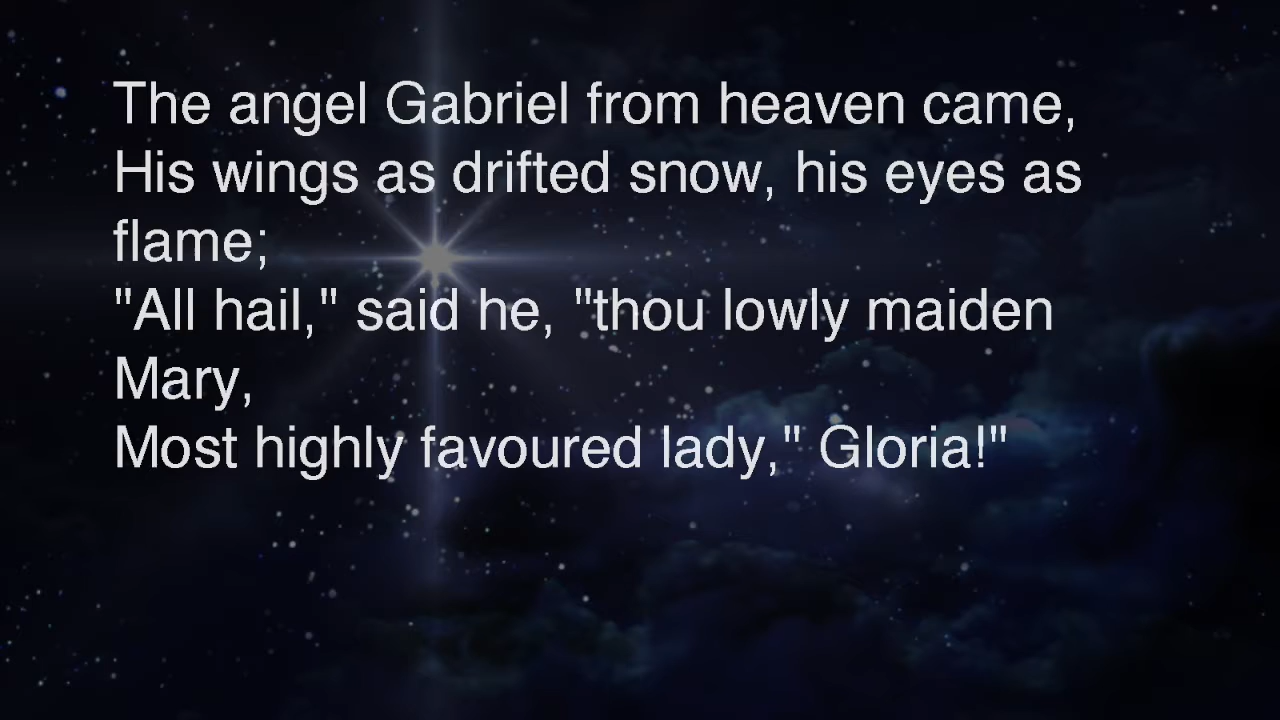 The angel Gabriel from heaven came,
His wings as drifted snow, his eyes as
flame;
"All hail," said he, "thou lowly maiden
Mary,
Most highly favoured lady," Gloria!"